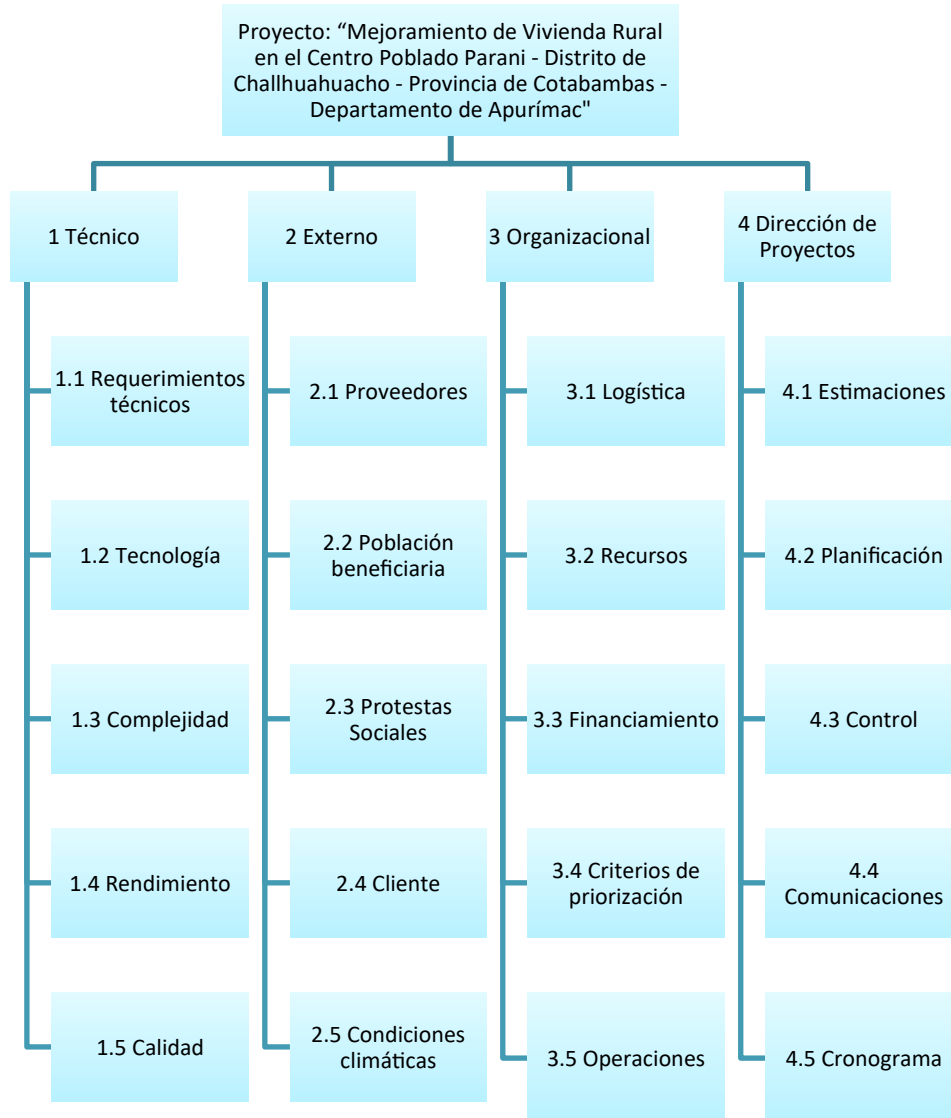 Proyecto: “Mejoramiento de Vivienda Rural
en el Centro Poblado Parani - Distrito de
Challhuahuacho - Provincia de Cotabambas -
Departamento de Apurímac"
1 Técnico
2 Externo
3 Organizacional
4 Dirección de
Proyectos
1.1 Requerimientos
técnicos
2.1 Proveedores
3.1 Logística
4.1 Estimaciones
1.2 Tecnología
2.2 Población
beneficiaria
3.2 Recursos
4.2 Planificación
1.3 Complejidad
2.3 Protestas
Sociales
3.3 Financiamiento
4.3 Control
1.4 Rendimiento
2.4 Cliente
3.4 Criterios de
priorización
4.4
Comunicaciones
1.5 Calidad
2.5 Condiciones
climáticas
3.5 Operaciones
4.5 Cronograma